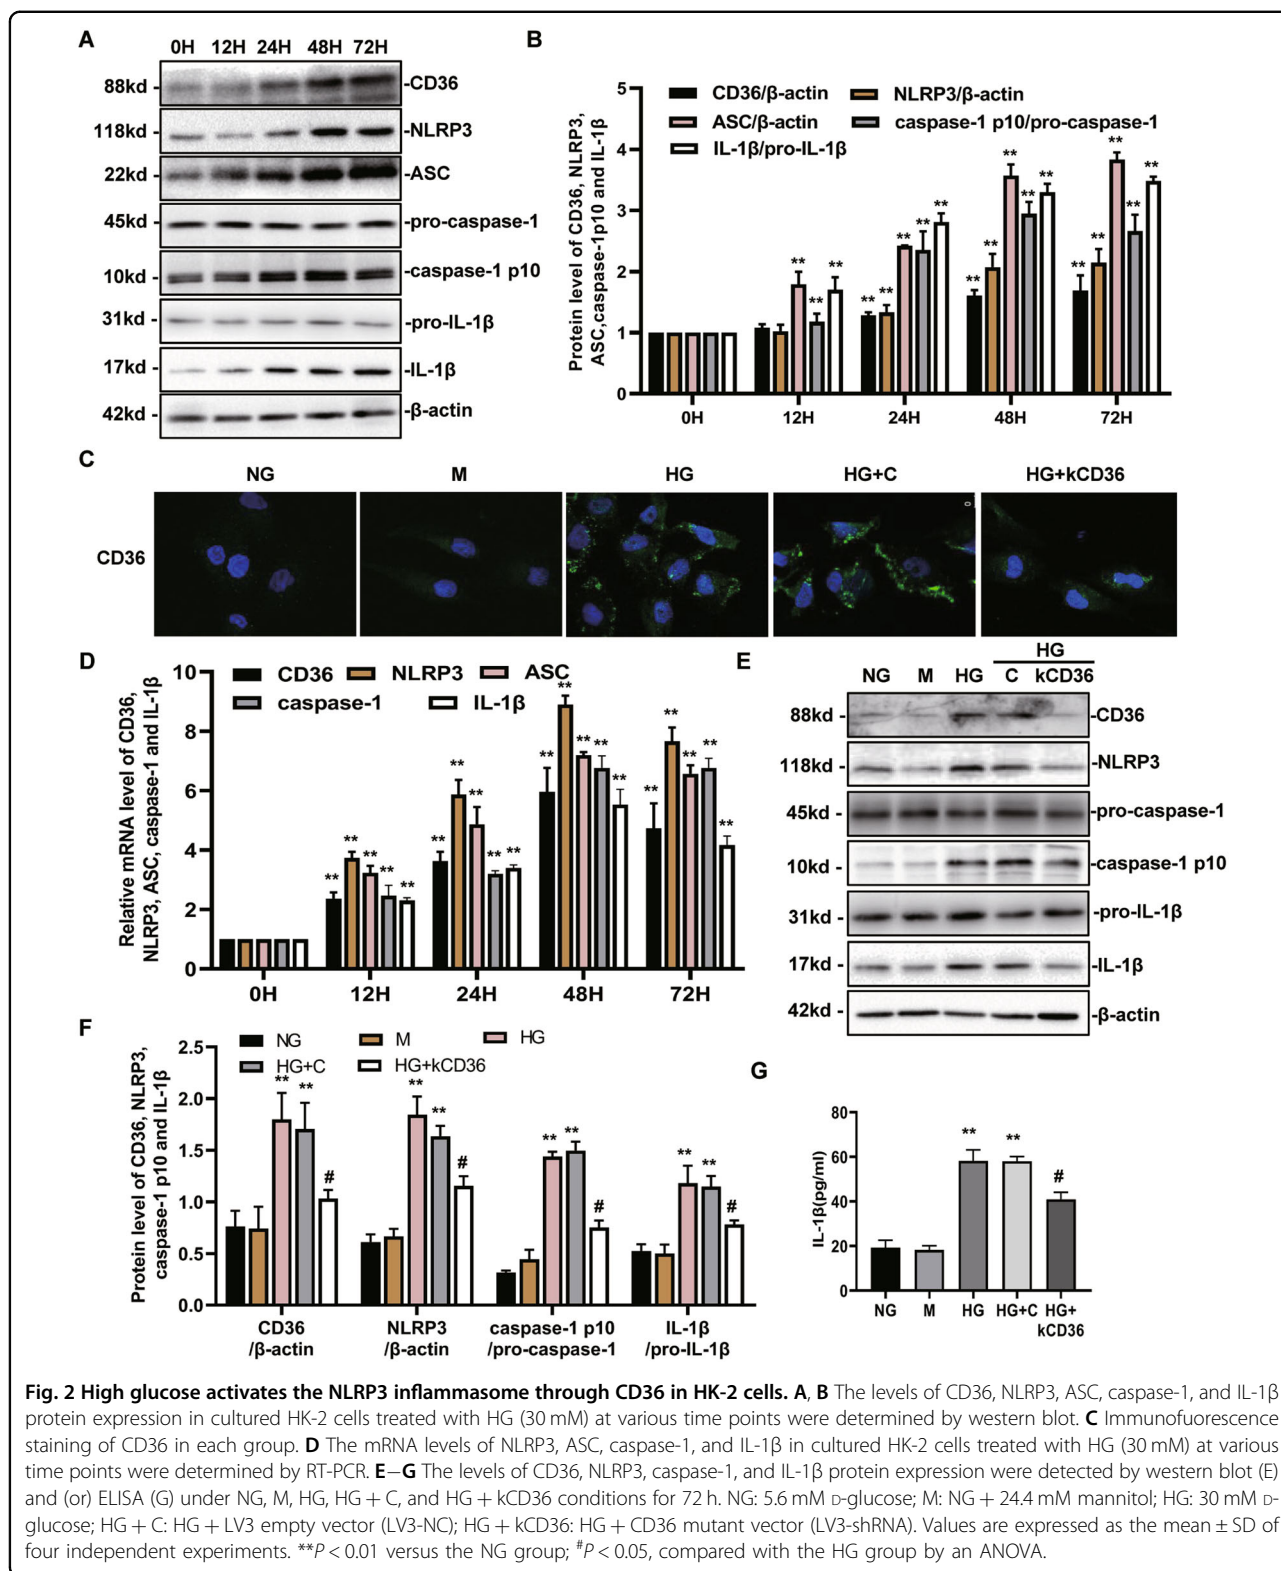 A
0H 12H 24H 48H 72H
88kd - -CD36
118kd - -NLRP3
22kd - -ASC
45kd - -pro-caspase-1
10kd - -caspase-1 p10
31kd - -pro-IL-1β
17kd - -IL-1β
42kd - -β-actin
B
Protein level of CD36, NLRP3,
ASC,caspase-1p10 and IL-1β
CD36/β-actin NLRP3/β-actin
ASC/β-actin caspase-1 p10/pro-caspase-1
IL-1β/pro-IL-1β
5
4
3
2
1
0
** ** **
** ** ** ** **
** ** ** ** **
** ** ** ** **
0H 12H 24H 48H 72H
C
NG M HG HG+C HG+kCD36
CD36
D
Relative mRNA level of CD36,
NLRP3, ASC, caspase-1 and IL-1β
CD36 NLRP3 ASC
caspase-1 IL-1β
10
8
6
4
2
0
** ** ** ** **
** ** ** ** **
** ** ** ** **
** ** ** ** **
0H 12H 24H 48H 72H
E
HG
NG M HG C kCD36
88kd - -CD36
118kd - -NLRP3
45kd - -pro-caspase-1
10kd - -caspase-1 p10
31kd - -pro-IL-1β
17kd - -IL-1β
42kd - -β-actin
F
Protein level of CD36, NLRP3,
caspase-1 p10 and IL-1β
NG M HG
HG+C HG+kCD36
2.5
2.0
1.5
1.0
0.5
0.0
** ** #
** ** #
** ** #
** ** #
CD36 NLRP3 caspase-1 p10 IL-1β
/β-actin /β-actin /pro-caspase-1 /pro-IL-1β
G
IL-1β(pg/ml)
80
60
40
20
0
** ** #
NG M HG HG+C HG+
kCD36
Fig. 2 High glucose activates the NLRP3 inflammasome through CD36 in HK-2 cells. A, B The levels of CD36, NLRP3, ASC, caspase-1, and IL-1β
protein expression in cultured HK-2 cells treated with HG (30 mM) at various time points were determined by western blot. C Immunofuorescence
staining of CD36 in each group. D The mRNA levels of NLRP3, ASC, caspase-1, and IL-1β in cultured HK-2 cells treated with HG (30 mM) at various
time points were determined by RT-PCR. E–G The levels of CD36, NLRP3, caspase-1, and IL-1β protein expression were detected by western blot (E)
and (or) ELISA (G) under NG, M, HG, HG + C, and HG + kCD36 conditions for 72 h. NG: 5.6 mM D-glucose; M: NG + 24.4 mM mannitol; HG: 30 mM D-
glucose; HG + C: HG + LV3 empty vector (LV3-NC); HG + kCD36: HG + CD36 mutant vector (LV3-shRNA). Values are expressed as the mean ± SD of
four independent experiments. **P < 0.01 versus the NG group; #P < 0.05, compared with the HG group by an ANOVA.